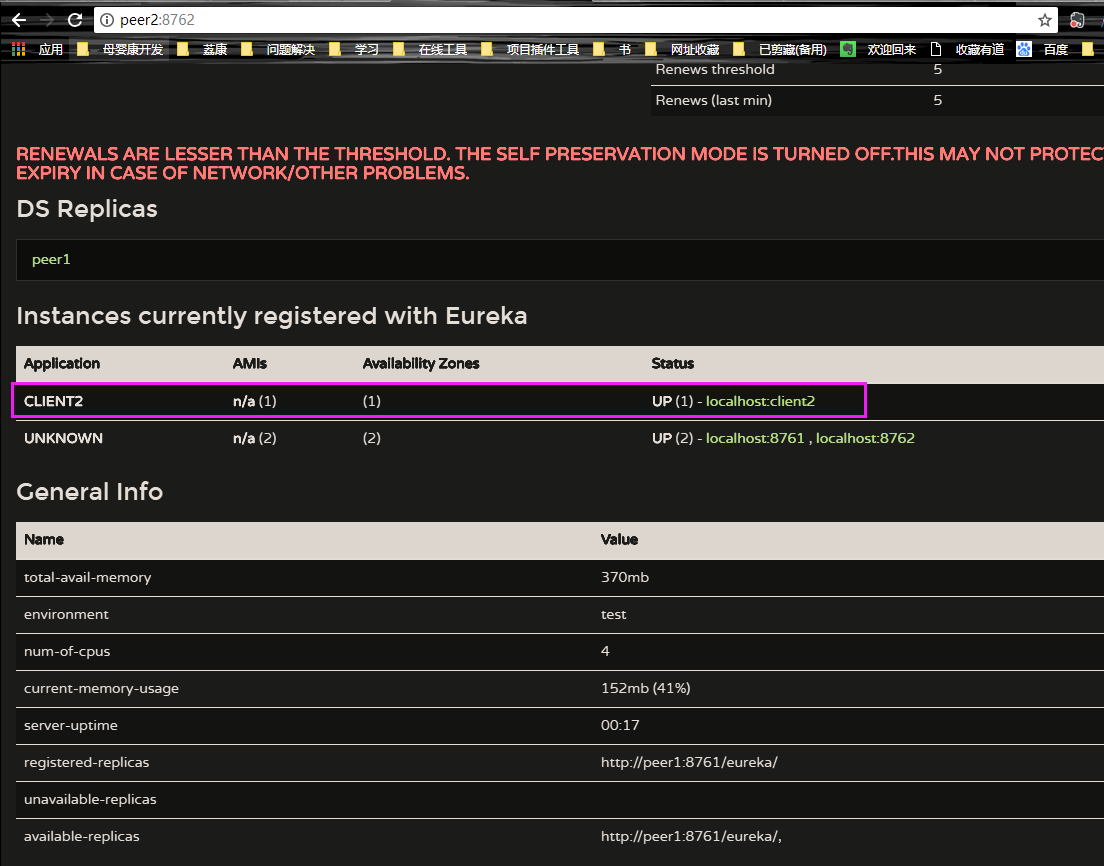 peer2:8762
应用 母婴康开发 荔康 问题解决 学习 在线工具 项目插件工具 书 网址收藏 已剪藏(备用) 欢迎回来 收藏有道 百度
Renews threshold 5
Renews (last min) 5
RENEWALS ARE LESSER THAN THE THRESHOLD. THE SELF PRESERVATION MODE IS TURNED OFF.THIS MAY NOT PROTEC
EXPIRY IN CASE OF NETWORK/OTHER PROBLEMS.
DS Replicas
peer1
Instances currently registered with Eureka
Application AMIs Availability Zones Status
CLIENT2 n/a (1) (1) UP (1) - localhost:client2
UNKNOWN n/a (2) (2) UP (2) - localhost:8761 , localhost:8762
General Info
Name Value
total-avail-memory 370mb
environment test
num-of-cpus 4
current-memory-usage 152mb (41%)
server-uptime 00:17
registered-replicas http://peer1:8761/eureka/
unavailable-replicas
available-replicas http://peer1:8761/eureka/,